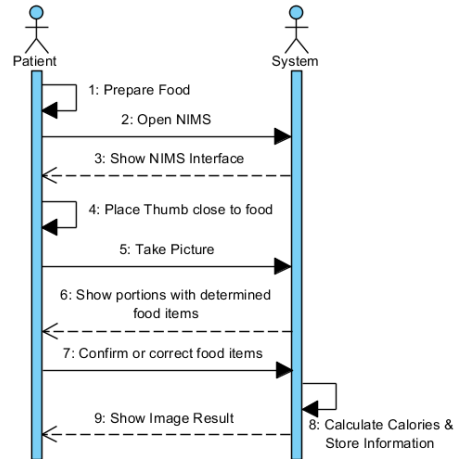 Patient
System
1: Prepare Food
2: Open NIMS
3: Show NIMS Interface
4: Place Thumb close to food
5: Take Picture
6: Show portions with determined
food items
7: Confirm or correct food items
8: Calculate Calories &
Store Information
9: Show Image Result